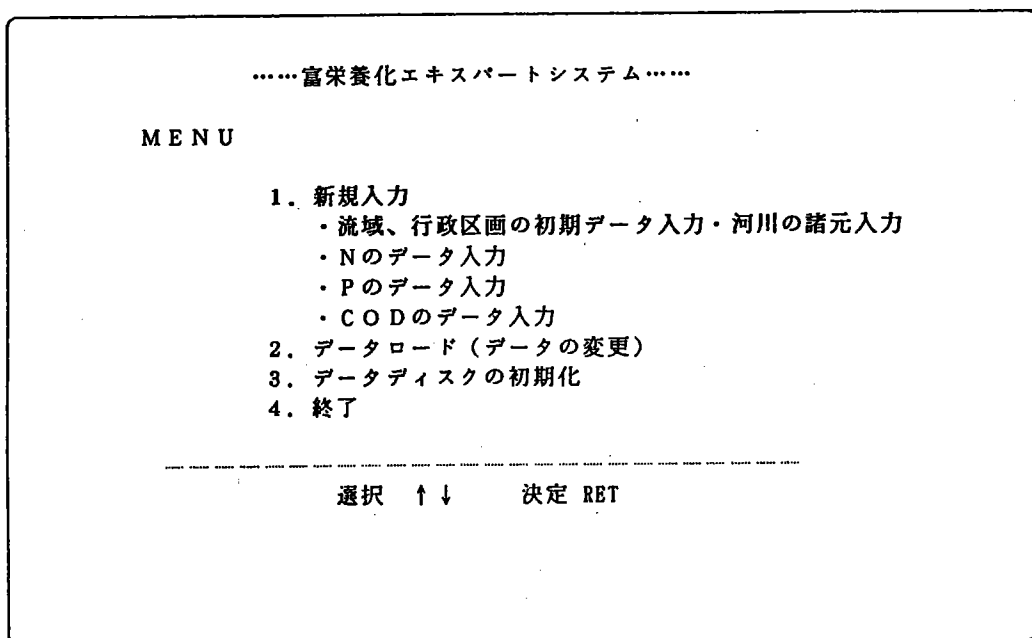 ……富栄養化エキスパートシステム……
ＭＥＮＵ
1．新規入力
・流域、行政区画の初期データ入力・河川の諸元入力
・Ｎのデータ入力
・Ｐのデータ入力
・ＣＯＤのデータ入力
2．データロード（データの変更）
3．データディスクの初期化
4．終了
選択 ↑↓ 決定 RET